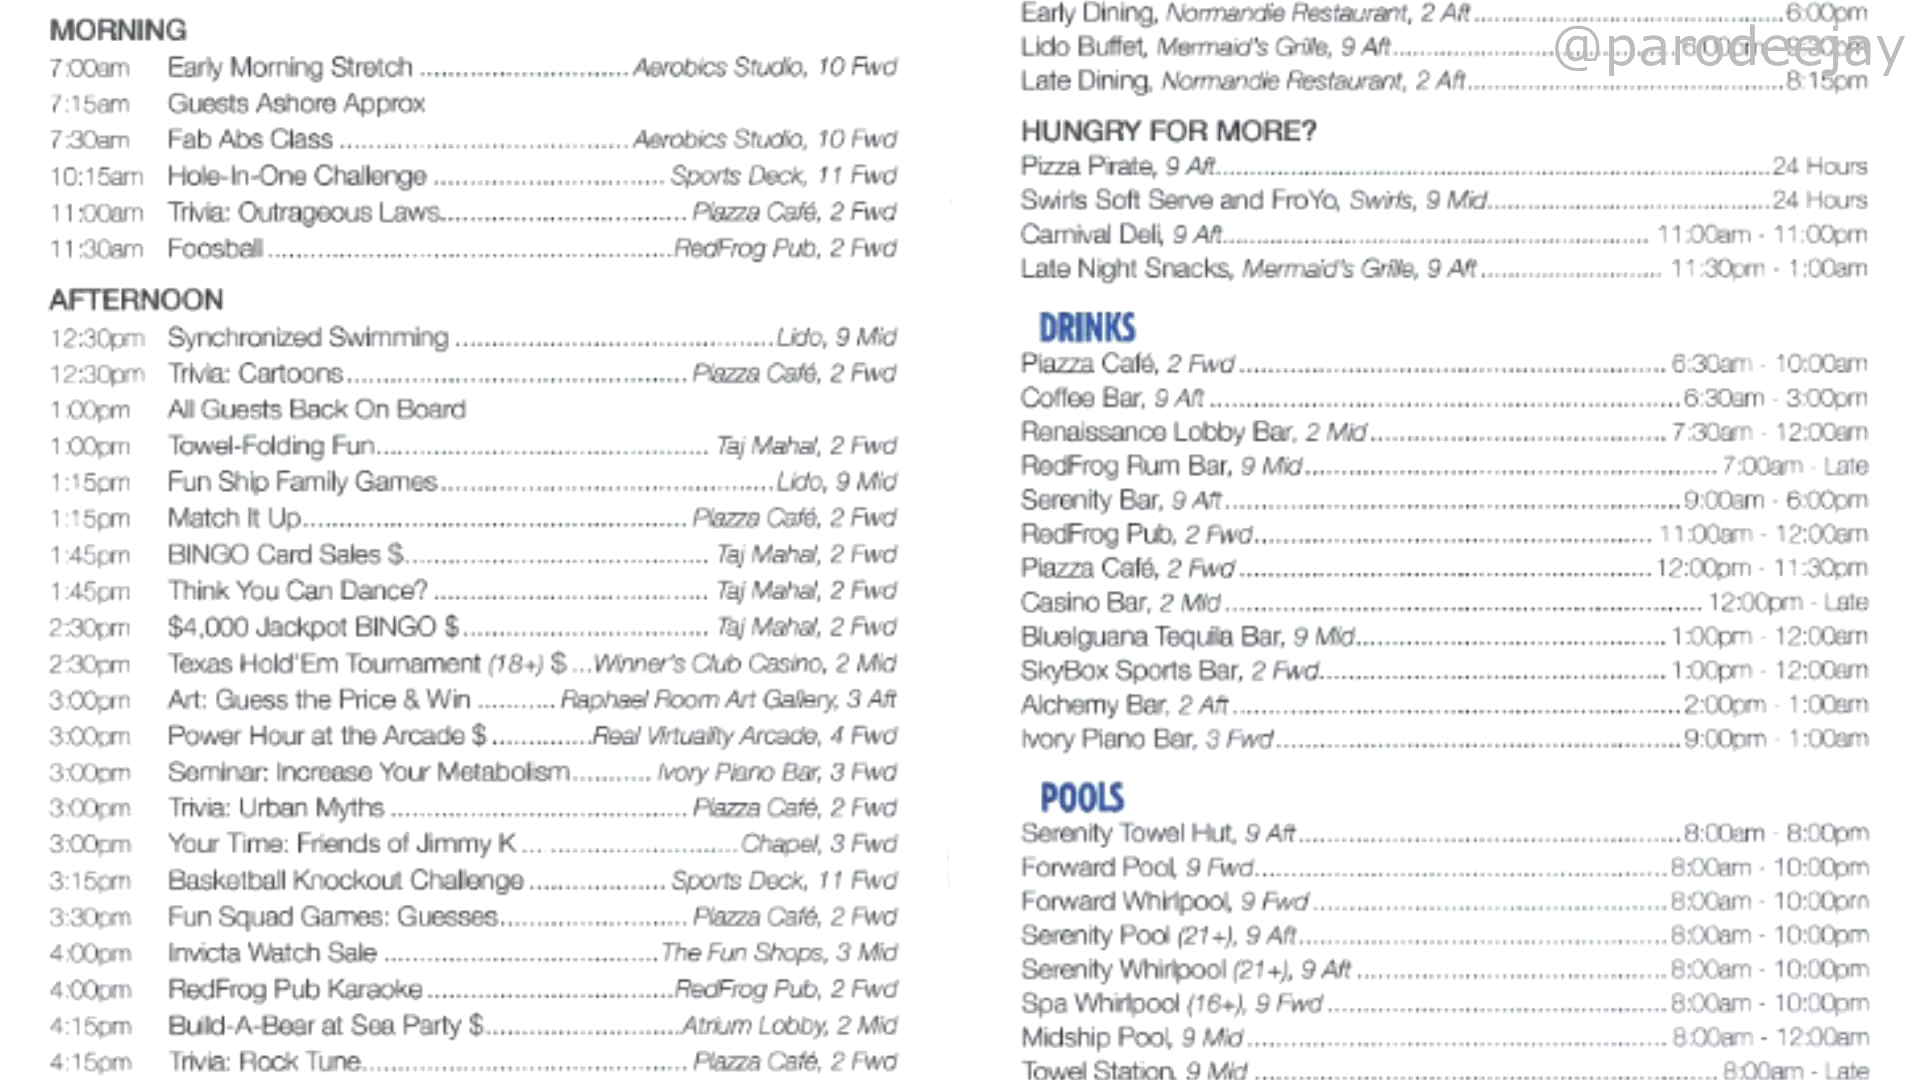 MORNING
7:00am Early Morning Stretch ............................ Aerobics Studio, 10 Fwd
7:15am Guests Ashore Approx
7:30am Fab Abs Class ....................................... Aerobics Studio, 10 Fwd
10:15am Hole-In-One Challenge ............................... Sports Deck, 11 Fwd
11:00am Trivia: Outrageous Laws................................. Piazza Café, 2 Fwd
11:30am Foosball ...................................................... RedFrog Pub, 2 Fwd
AFTERNOON
12:30pm Synchronized Swimming ........................................... Lido, 9 Mid
12:30pm Trivia: Cartoons .............................................. Piazza Café, 2 Fwd
1:00pm All Guests Back On Board
1:00pm Towel-Folding Fun............................................. Taj Mahal, 2 Fwd
1:15pm Fun Ship Family Games ............................................. Lido, 9 Mid
1:15pm Match It Up.................................................... Piazza Café, 2 Fwd
1:45pm BINGO Card Sales $......................................... Taj Mahal, 2 Fwd
1:45pm Think You Can Dance? ..................................... Taj Mahal, 2 Fwd
2:30pm $4,000 Jackpot BINGO $ ................................. Taj Mahal, 2 Fwd
2:30pm Texas Hold'Em Tournament (18+) $ ...Winner's Club Casino, 2 Mid
3:00pm Art: Guess the Price & Win .......... Raphael Room Art Gallery, 3 Aft
3:00pm Power Hour at the Arcade $ .............Real Virtuality Arcade, 4 Fwd
3:00pm Seminar: Increase Your Metabolism.......... Ivory Piano Bar, 3 Fwd
3:00pm Trivia: Urban Myths ........................................ Piazza Café, 2 Fwd
3:00pm Your Time: Friends of Jimmy K ... .........................Chapel, 3 Fwd
3:15pm Basketball Knockout Challenge .................. Sports Deck, 11 Fwd
3:30pm Fun Squad Games: Guesses......................... Piazza Café, 2 Fwd
4:00pm Invicta Watch Sale .....................................The Fun Shops, 3 Mid
4:00pm RedFrog Pub Karaoke .................................RedFrog Pub, 2 Fwd
4:15pm Build-A-Bear at Sea Party $..........................Atrium Lobby, 2 Mid
4:15pm Trivia: Rock Tune............................................ Piazza Café, 2 Fwd
Early Dining, Normandie Restaurant, 2 Aft..........................................6:00pm
Lido Buffet, Mermaid's Grille, 9 Aft....................................... 6:00pm - 9:30pm
@parodeejay
Late Dining, Normandie Restaurant, 2 Aft...........................................8:15pm
HUNGRY FOR MORE?
Pizza Pirate, 9 Aft...........................................................................24 Hours
Swirls Soft Serve and FroYo, Swirls, 9 Mid......................................24 Hours
Carnival Deli, 9 Aft......................................................... 11:00am - 11:00pm
Late Night Snacks, Mermaid's Grille, 9 Aft........................ 11:30pm - 1:00am
DRINKS
Piazza Café, 2 Fwd ......................................................... 6:30am - 10:00am
Coffee Bar, 9 Aft ...............................................................6:30am - 3:00pm
Renaissance Lobby Bar, 2 Mid........................................ 7:30am - 12:00am
RedFrog Rum Bar, 9 Mid.......................................................7:00am - Late
Serenity Bar, 9 Aft.............................................................9:00am - 6:00pm
RedFrog Pub, 2 Fwd..................................................... 11:00am - 12:00am
Piazza Café, 2 Fwd ....................................................... 12:00pm - 11:30pm
Casino Bar, 2 Mid ................................................................ 12:00pm - Late
BlueIguana Tequila Bar, 9 Mid.......................................... 1:00pm - 12:00am
SkyBox Sports Bar, 2 Fwd............................................... 1:00pm - 12:00am
Alchemy Bar, 2 Aft ............................................................2:00pm - 1:00am
Ivory Piano Bar, 3 Fwd......................................................9:00pm - 1:00am
POOLS
Serenity Towel Hut, 9 Aft...................................................8:00am - 8:00pm
Forward Pool, 9 Fwd.......................................................8:00am - 10:00pm
Forward Whirlpool, 9 Fwd ................................................8:00am - 10:00pm
Serenity Pool (21+), 9 Aft..................................................8:00am - 10:00pm
Serenity Whirlpool (21+), 9 Aft ..........................................8:00am - 10:00pm
Spa Whirlpool (16+), 9 Fwd ..............................................8:00am - 10:00pm
Midship Pool, 9 Mid ......................................................... 8:00am - 12:00am
Towel Station, 9 Mid .............................................................8:00am - Late